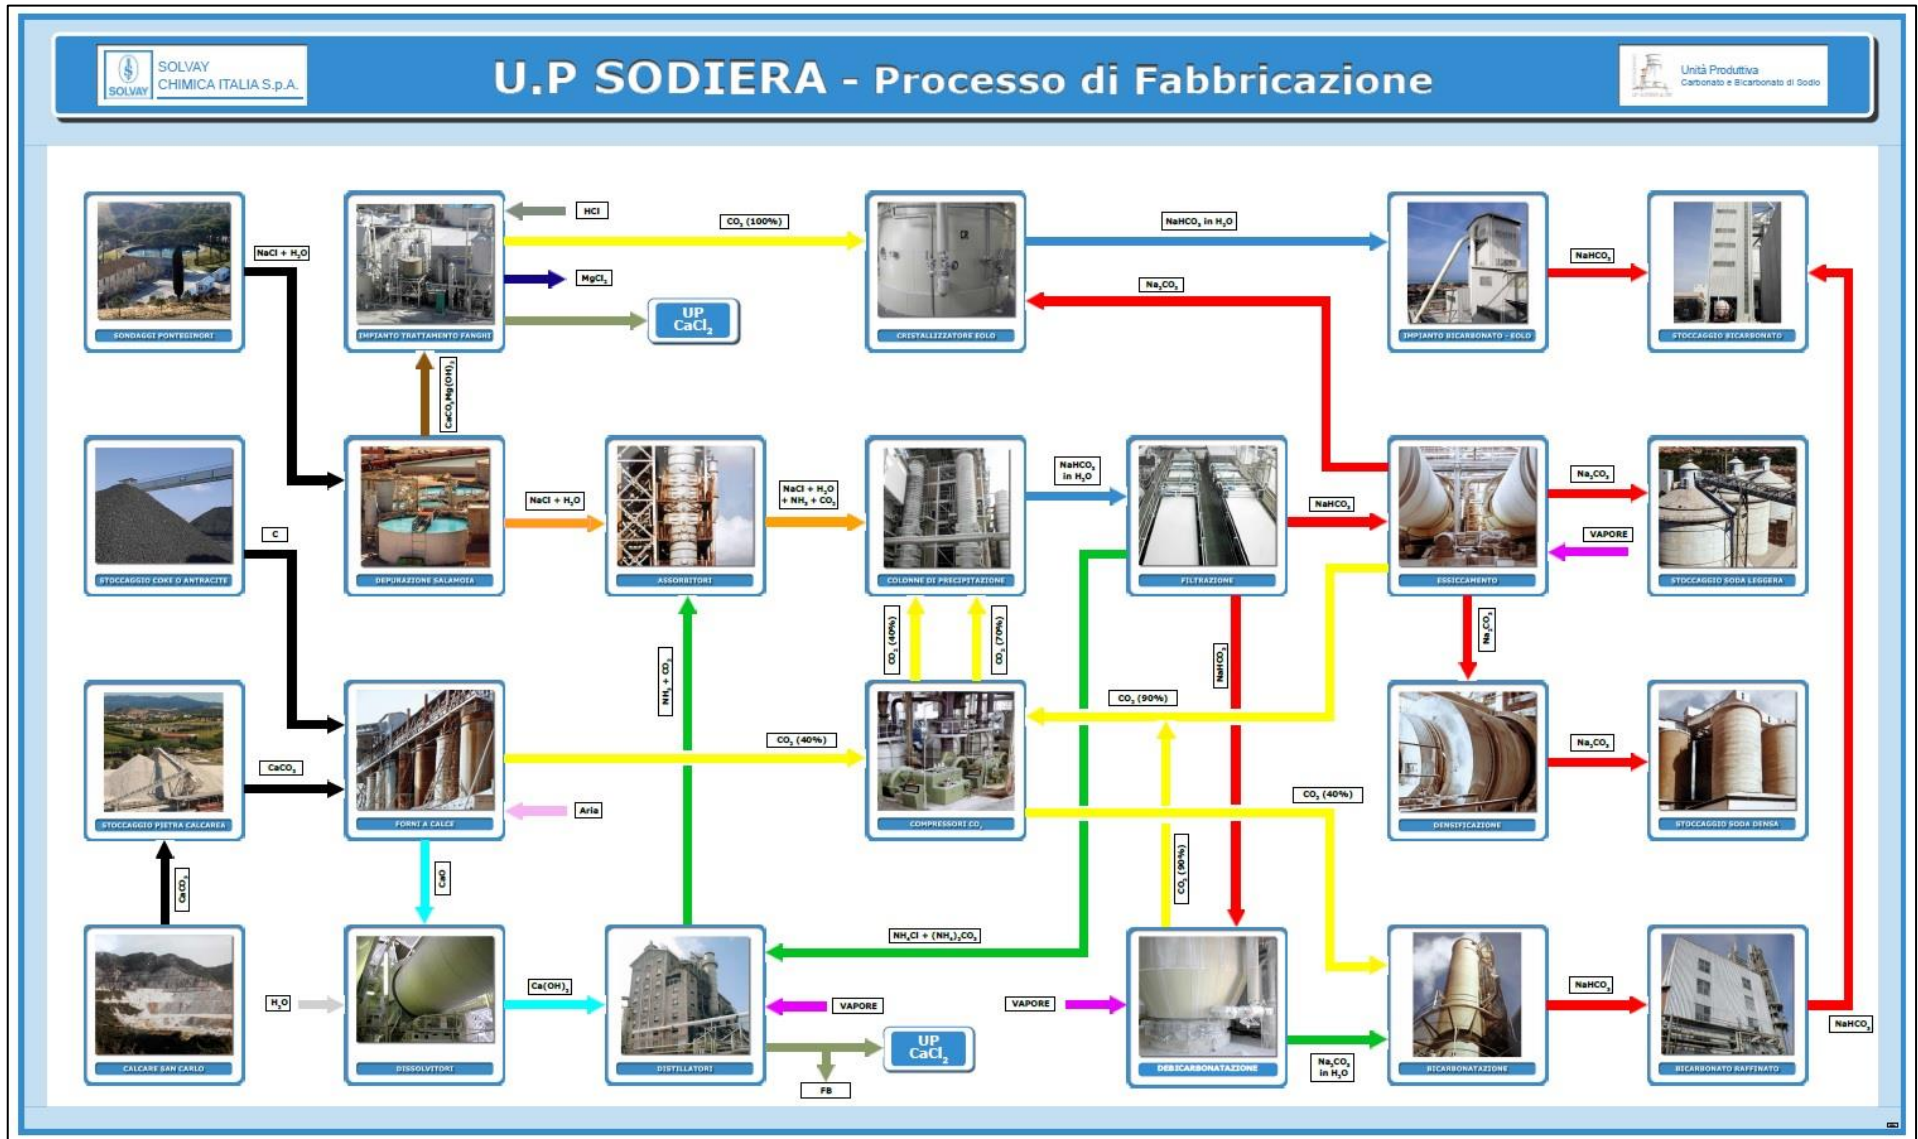 SOLVAY
SOLVAY
CHIMICA ITALIA S.p.A.
U.P SODIERA - Processo di Fabbricazione
Unità Produttiva
Carbonato e Bicarbonato di Sodio
SONDAGGI PONTEGINORI
NaCl + H₂O
IMPIANTO TRATTAMENTO FANGHI
HCl
CO₂ (100%)
MgCl₂
UP
CaCl₂
CRISTALLIZZATORE EOLO
NaHCO₃ in H₂O
Na₂CO₃
IMPIANTO BICARBONATO - EOLO
NaHCO₃
STOCCAGGIO BICARBONATO
CaCO₃Mg(OH)₂
STOCCAGGIO COKE O ANTRACITE
C
DEPURAZIONE SALAMOIA
NaCl + H₂O
ASSORBITORI
NaCl + H₂O
+ NH₃ + CO₂
COLONNE DI PRECIPITAZIONE
NaHCO₃
in H₂O
FILTRAZIONE
NaHCO₃
ESSICCAMENTO
Na₂CO₃
VAPORE
STOCCAGGIO SODA LEGGERA
NH₃ + CO₂
CO₂ (40%)
CO₂ (70%)
NaHCO₃
Na₂CO₃
STOCCAGGIO PIETRA CALCAREA
CaCO₃
FORNI A CALCE
CO₂ (40%)
Aria
COMPRESSORI CO₂
CO₂ (90%)
CO₂ (40%)
DENSIFICAZIONE
Na₂CO₃
STOCCAGGIO SODA DENSA
CaCO₃
CaO
CO₂ (90%)
CALCARE SAN CARLO
H₂O
DISSOLVITORI
Ca(OH)₂
DISTILLATORI
NH₄Cl + (NH₄)₂CO₃
VAPORE
UP
CaCl₂
FB
VAPORE
DEBICARBONATAZIONE
Na₂CO₃
in H₂O
BICARBONATAZIONE
NaHCO₃
BICARBONATO RAFFINATO
NaHCO₃